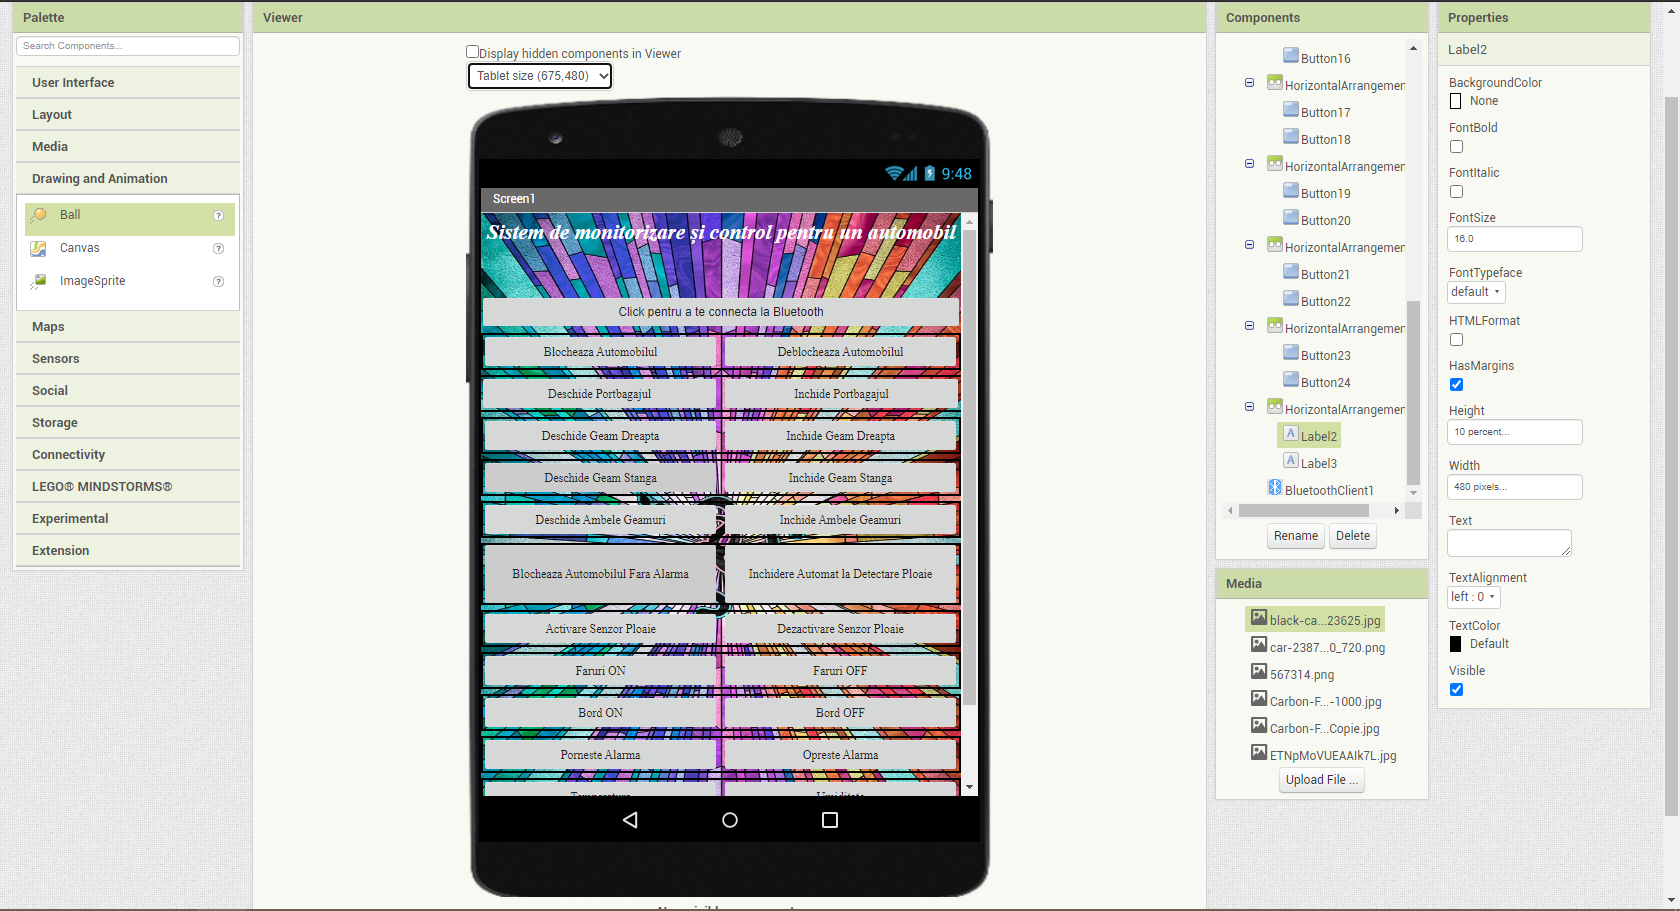 Palette
Search Components...
User Interface
Layout
Media
Drawing and Animation
Ball
Canvas
ImageSprite
Maps
Sensors
Social
Storage
Connectivity
LEGO® MINDSTORMS®
Experimental
Extension
Viewer
Display hidden components in Viewer
Tablet size (675,480)
9:48
Screen1
Sistem de monitorizare și control pentru un automobil
Click pentru a te connecta la Bluetooth
Blocheaza Automobilul Deblocheaza Automobilul
Deschide Portbagajul Inchide Portbagajul
Deschide Geam Dreapta Inchide Geam Dreapta
Deschide Geam Stanga Inchide Geam Stanga
Deschide Ambele Geamuri Inchide Ambele Geamuri
Blocheaza Automobilul Fara Alarma Inchidere Automat la Detectare Ploaie
Activare Senzor Ploaie Dezactivare Senzor Ploaie
Faruri ON Faruri OFF
Bord ON Bord OFF
Porneste Alarma Opreste Alarma
Components
Button16
HorizontalArrangemen
Button17
Button18
HorizontalArrangemen
Button19
Button20
HorizontalArrangemen
Button21
Button22
HorizontalArrangemen
Button23
Button24
HorizontalArrangemen
Label2
Label3
BluetoothClient1
Rename Delete
Media
black-ca...23625.jpg
car-2387...0_720.png
567314.png
Carbon-F...-1000.jpg
Carbon-F...Copie.jpg
ETNpMoVUEAAIk7L.jpg
Upload File ...
Properties
Label2
BackgroundColor
None
FontBold
FontItalic
FontSize
16.0
FontTypeface
default
HTMLFormat
HasMargins
Height
10 percent...
Width
480 pixels...
Text
TextAlignment
left : 0
TextColor
Default
Visible